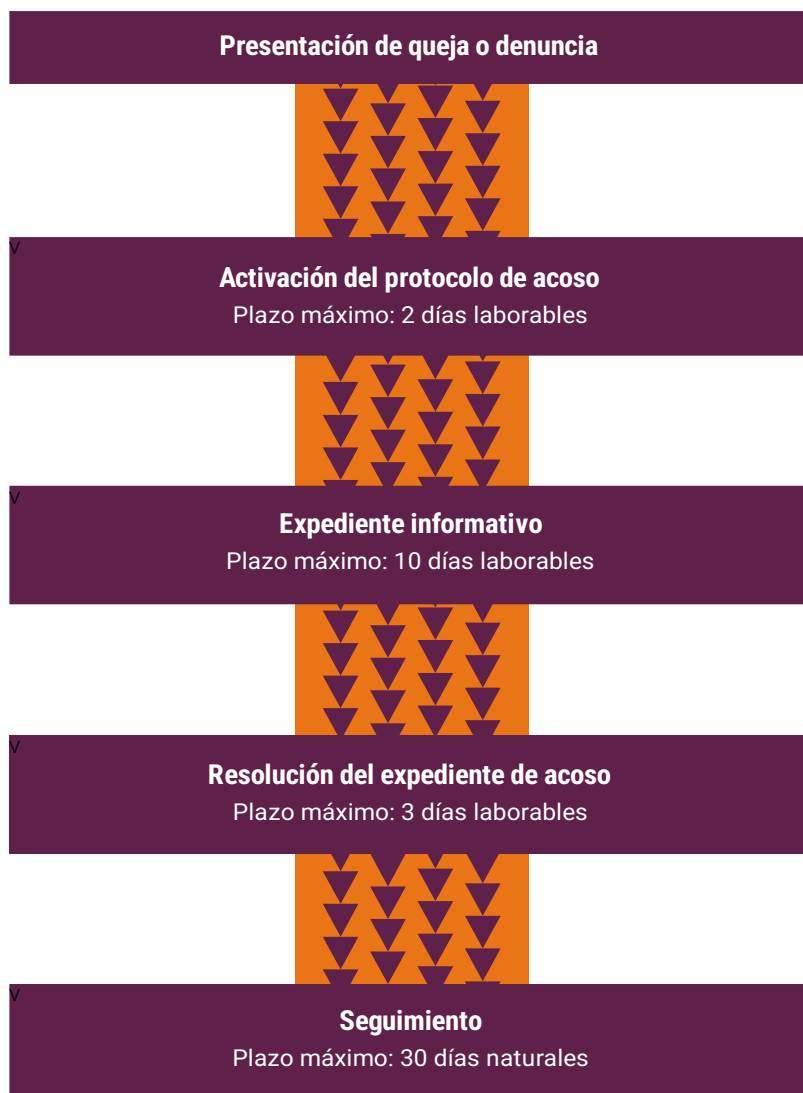 Presentación de queja o denuncia
V
Activación del protocolo de acoso
Plazo máximo: 2 días laborables
V
Expediente informativo
Plazo máximo: 10 días laborables
V
Resolución del expediente de acoso
Plazo máximo: 3 días laborables
V
Seguimiento
Plazo máximo: 30 días naturales